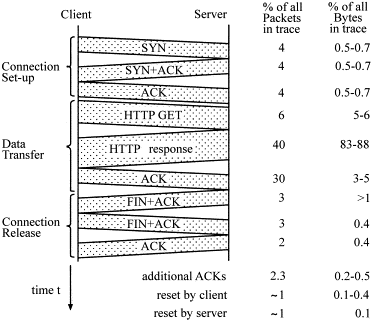 Client Server % of all Packets in trace % of all Bytes in trace
Connection Set-up
SYN 4 0.5-0.7
SYN+ACK 4 0.5-0.7
ACK 4 0.5-0.7
Data Transfer
HTTP GET 6 5-6
HTTP response 40 83-88
ACK 30 3-5
Connection Release
FIN+ACK 3 >1
FIN+ACK 3 0.4
ACK 2 0.4
time t
additional ACKs 2.3 0.2-0.5
reset by client ~1 0.1-0.4
reset by server ~1 0.1